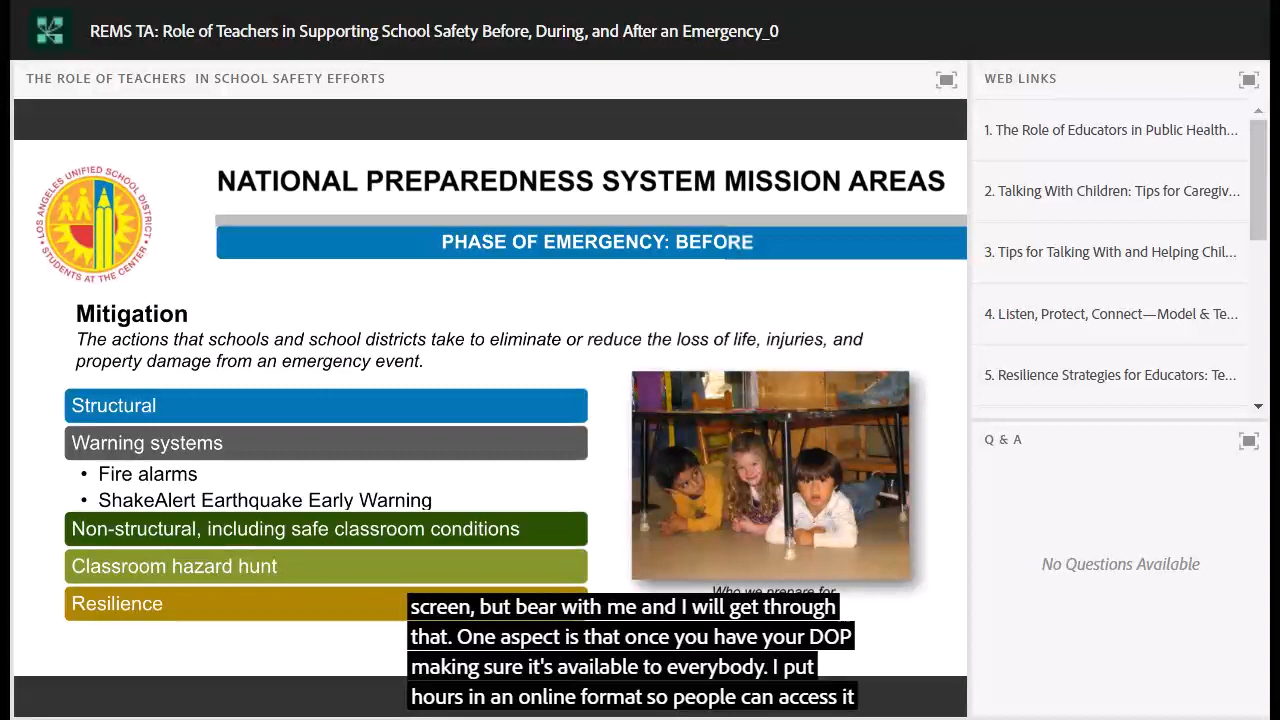 REMS TA: Role of Teachers in Supporting School Safety Before, During, and After an Emergency_0
THE ROLE OF TEACHERS IN SCHOOL SAFETY EFFORTS
LOS ANGELES UNIFIED SCHOOL DISTRICT
STUDENTS AT THE CENTER
NATIONAL PREPAREDNESS SYSTEM MISSION AREAS
PHASE OF EMERGENCY: BEFORE
Mitigation
The actions that schools and school districts take to eliminate or reduce the loss of life, injuries, and
property damage from an emergency event.
Structural
Warning systems
• Fire alarms
• ShakeAlert Earthquake Early Warning
Non-structural, including safe classroom conditions
Classroom hazard hunt
Resilience
Who we prepare for
screen, but bear with me and I will get through
that. One aspect is that once you have your DOP
making sure it's available to everybody. I put
hours in an online format so people can access it
WEB LINKS
1. The Role of Educators in Public Health...
2. Talking With Children: Tips for Caregiv...
3. Tips for Talking With and Helping Chil...
4. Listen, Protect, Connect—Model & Te...
5. Resilience Strategies for Educators: Te...
Q & A
No Questions Available